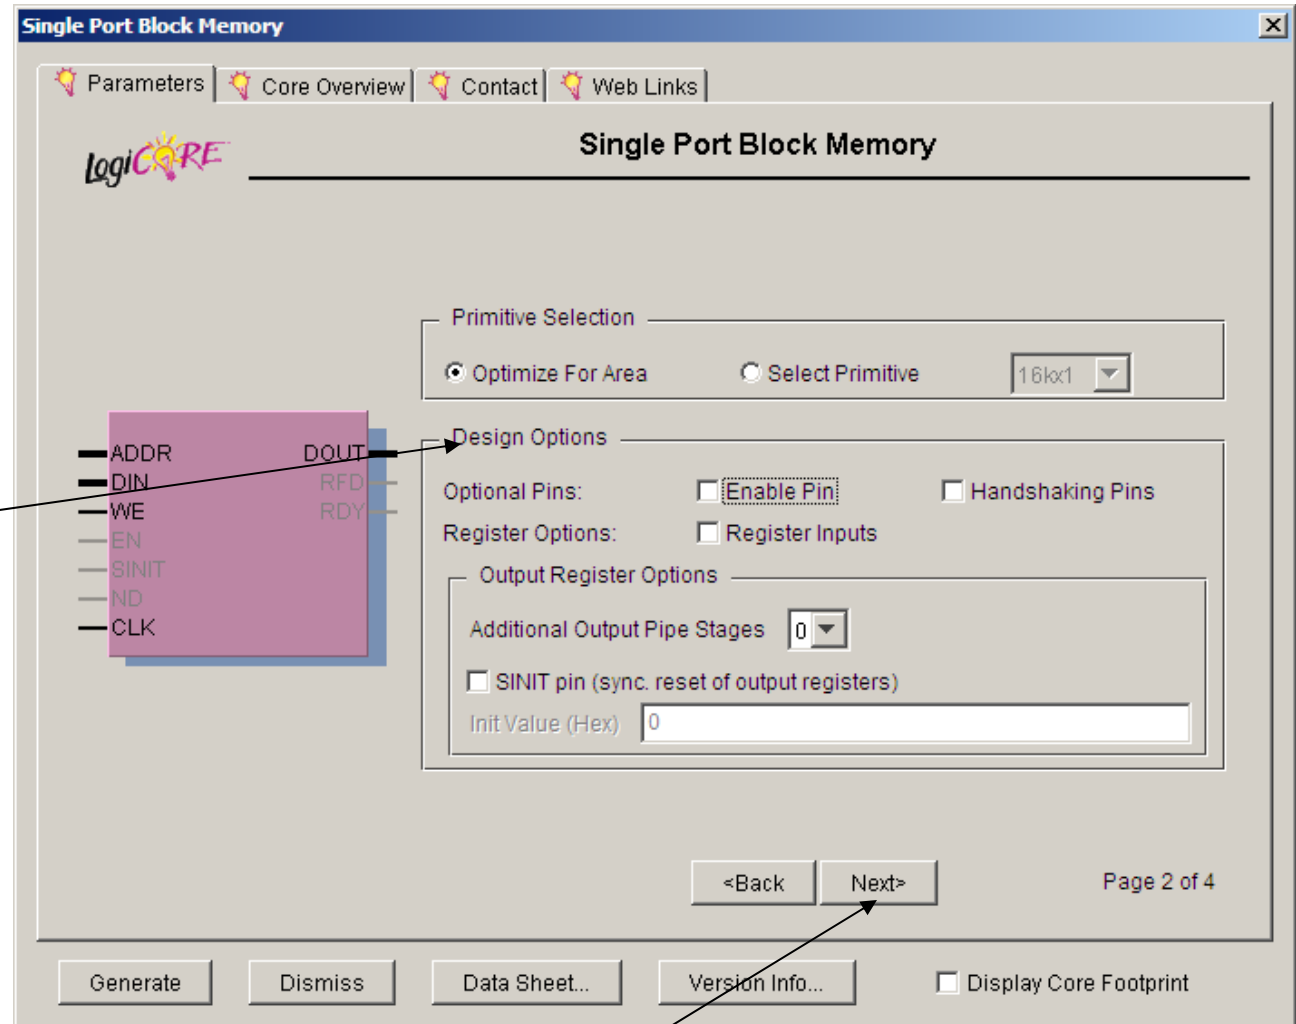 Single Port Block Memory
Parameters
Core Overview
Contact
Web Links
LogiCORE
Single Port Block Memory
Primitive Selection
Optimize For Area
Select Primitive
16kx1
ADDR
DIN
WE
EN
SINIT
ND
CLK
DOUT
RFD
RDY
Design Options
Optional Pins:
Enable Pin
Handshaking Pins
Register Options:
Register Inputs
Output Register Options
Additional Output Pipe Stages
0
SINIT pin (sync. reset of output registers)
Init Value (Hex)
0
<Back
Next>
Page 2 of 4
Generate
Dismiss
Data Sheet...
Version Info...
Display Core Footprint